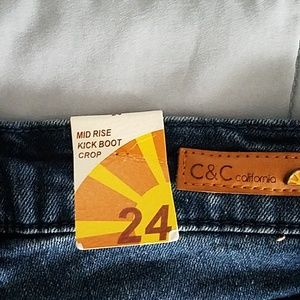 MID RISE
KICK BOOT
CROP
24
C&C california